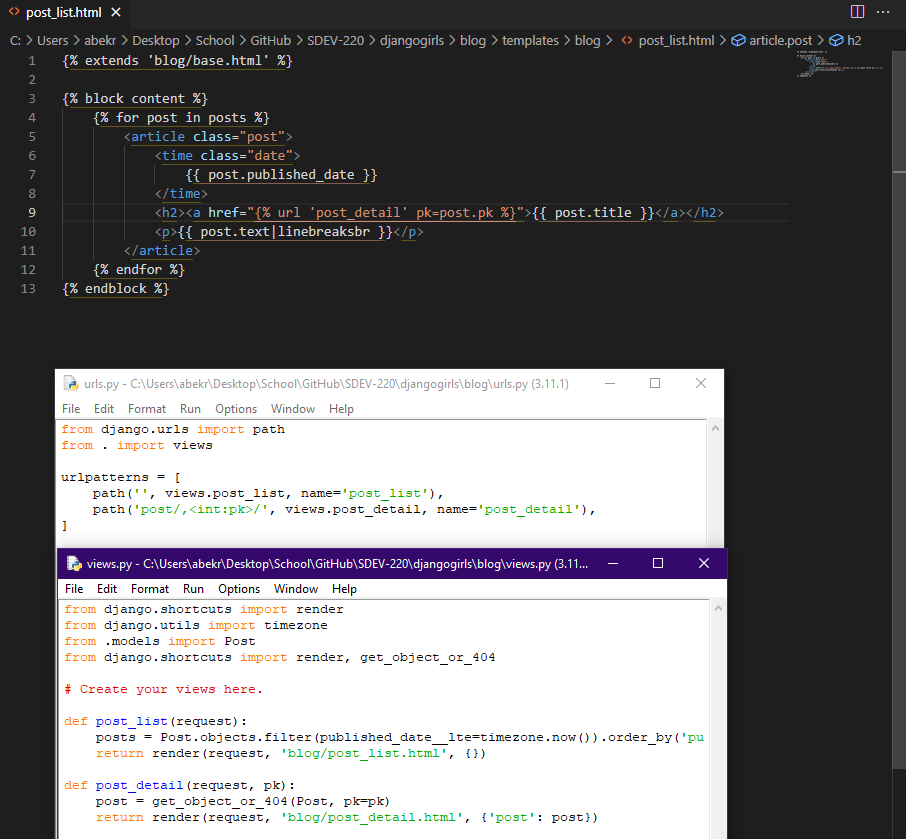 post_list.html
C: > Users > abekr > Desktop > School > GitHub > SDEV-220 > djangogirls > blog > templates > blog > post_list.html > article.post > h2
1 {% extends 'blog/base.html' %}
2
3 {% block content %}
4 {% for post in posts %}
5 <article class="post">
6 <time class="date">
7 {{ post.published_date }}
8 </time>
9 <h2><a href="{% url 'post_detail' pk=post.pk %}">{{ post.title }}</a></h2>
10 <p>{{ post.text|linebreaksbr }}</p>
11 </article>
12 {% endfor %}
13 {% endblock %}
urls.py - C:\Users\abekr\Desktop\School\GitHub\SDEV-220\djangogirls\blog\urls.py (3.11.1)
File Edit Format Run Options Window Help
from django.urls import path
from . import views
urlpatterns = [
path('', views.post_list, name='post_list'),
path('post/,<int:pk>/', views.post_detail, name='post_detail'),
]
views.py - C:\Users\abekr\Desktop\School\GitHub\SDEV-220\djangogirls\blog\views.py (3.11...
File Edit Format Run Options Window Help
from django.shortcuts import render
from django.utils import timezone
from .models import Post
from django.shortcuts import render, get_object_or_404
# Create your views here.
def post_list(request):
posts = Post.objects.filter(published_date__lte=timezone.now()).order_by('pu
return render(request, 'blog/post_list.html', {})
def post_detail(request, pk):
post = get_object_or_404(Post, pk=pk)
return render(request, 'blog/post_detail.html', {'post': post})